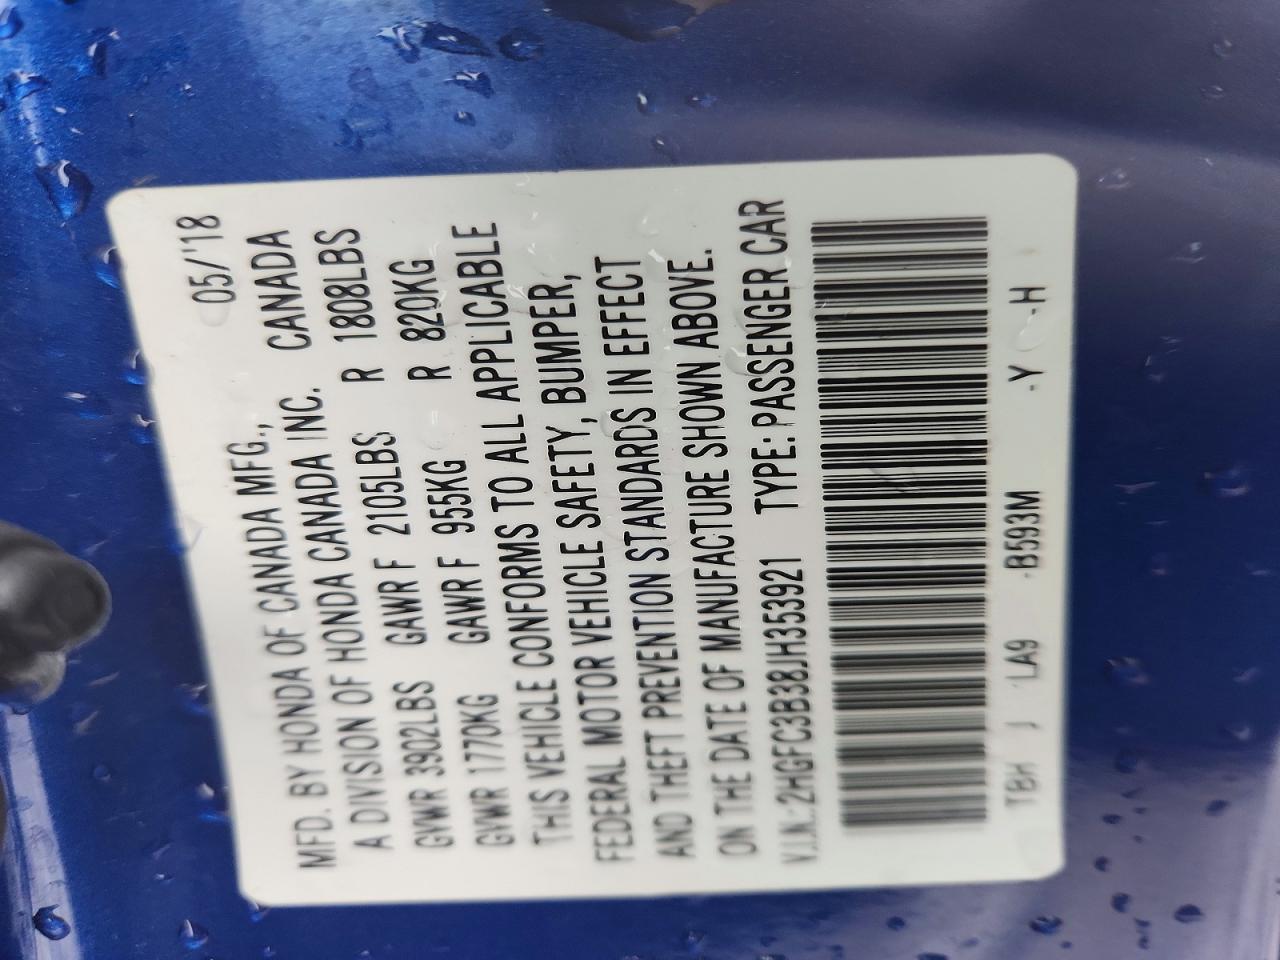 MFD. BY HONDA OF CANADA MFG., CANADA 05/'18
A DIVISION OF HONDA CANADA INC.
GVWR 3902LBS GAWR F 2105LBS R 1808LBS
GVWR 1770KG GAWR F 955KG R 820KG
THIS VEHICLE CONFORMS TO ALL APPLICABLE
FEDERAL MOTOR VEHICLE SAFETY, BUMPER,
AND THEFT PREVENTION STANDARDS IN EFFECT
ON THE DATE OF MANUFACTURE SHOWN ABOVE.
V.I.N.:2HGFC3B38JH353921 TYPE: PASSENGER CAR
TBH J LA9 -B593M -Y -H